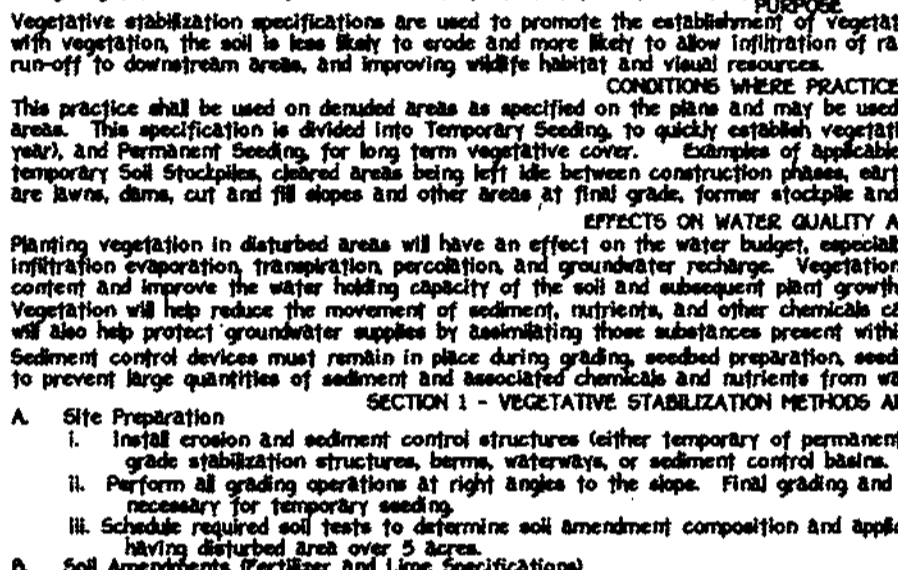 PURPOSE
Vegetative stabilization specifications are used to promote the establishment of vegetat
with vegetation, the soil is less likely to erode and more likely to allow infiltration of ra
run-off to downstream areas, and improving wildlife habitat and visual resources.
CONDITIONS WHERE PRACTICE
This practice shall be used on denuded areas as specified on the plans and may be used
areas. This specification is divided into Temporary Seeding, to quickly establish vegetati
year), and Permanent Seeding, for long term vegetative cover. Examples of applicable
temporary Soil Stockpiles, cleared areas being left idle between construction phases, eart
are lawns, dams, cut and fill slopes and other areas at final grade, former stockpile and
EFFECTS ON WATER QUALITY A
Planting vegetation in disturbed areas will have an effect on the water budget, especiall
infiltration evaporation, transpiration, percolation, and groundwater recharge. Vegetation
content and improve the water holding capacity of the soil and subsequent plant growth
Vegetation will help reduce the movement of sediment, nutrients, and other chemicals ca
will also help protect groundwater supplies by assimilating those substances present withi
Sediment control devices must remain in place during grading, seedbed preparation, seedi
to prevent large quantities of sediment and associated chemicals and nutrients from wa
SECTION 1 - VEGETATIVE STABILIZATION METHODS A
A. Site Preparation
i. Install erosion and sediment control structures (either temporary of permanent
grade stabilization structures, berms, waterways, or sediment control basins.
ii. Perform all grading operations at right angles to the slope. Final grading and
necessary for temporary seeding.
iii. Schedule required soil tests to determine soil amendment composition and applic
having disturbed area over 5 acres.
B. Soil Amendments (Fertilizer and Lime Specifications)